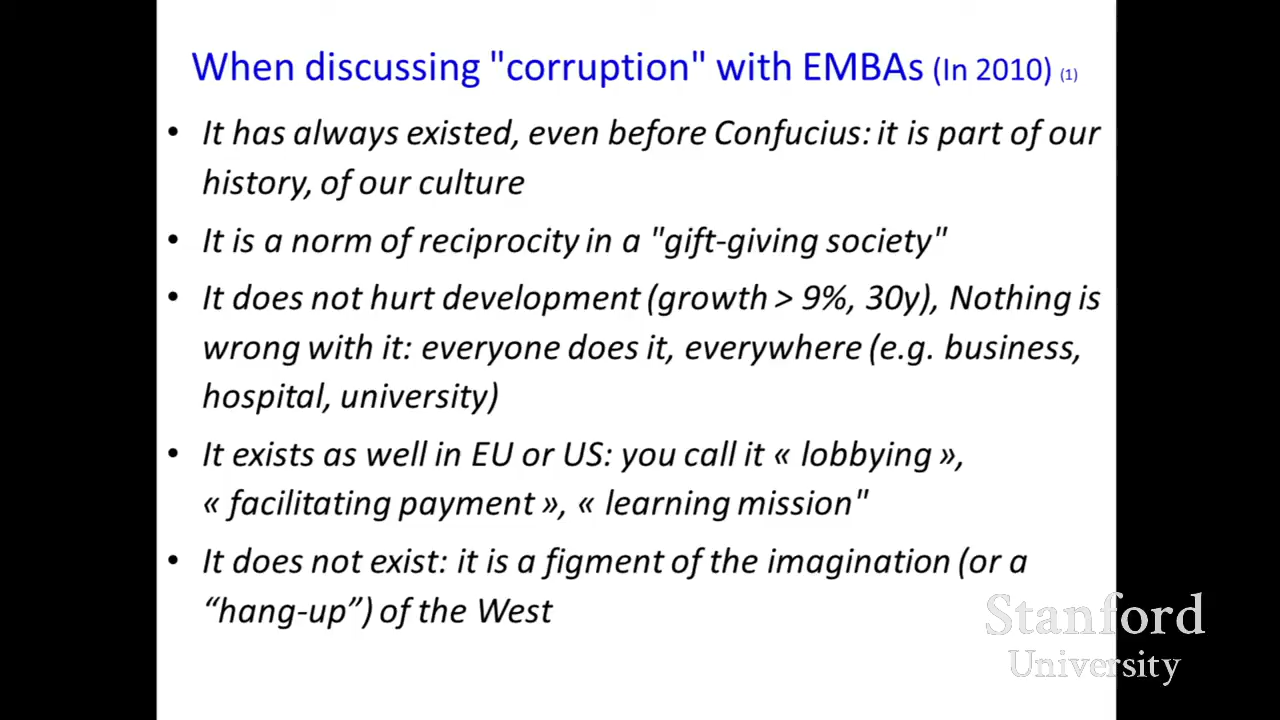 When discussing "corruption" with EMBAs (In 2010) (1)
• It has always existed, even before Confucius: it is part of our
history, of our culture
• It is a norm of reciprocity in a "gift-giving society"
• It does not hurt development (growth > 9%, 30y), Nothing is
wrong with it: everyone does it, everywhere (e.g. business,
hospital, university)
• It exists as well in EU or US: you call it « lobbying »,
« facilitating payment », « learning mission"
• It does not exist: it is a figment of the imagination (or a
“hang-up”) of the West
Stanford
University